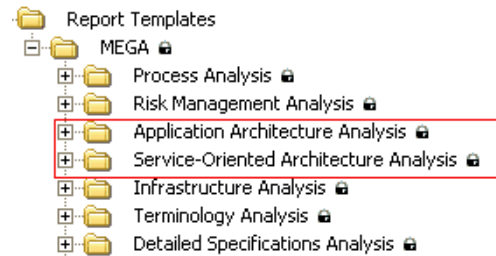 Report Templates
MEGA
Process Analysis
Risk Management Analysis
Application Architecture Analysis
Service-Oriented Architecture Analysis
Infrastructure Analysis
Terminology Analysis
Detailed Specifications Analysis